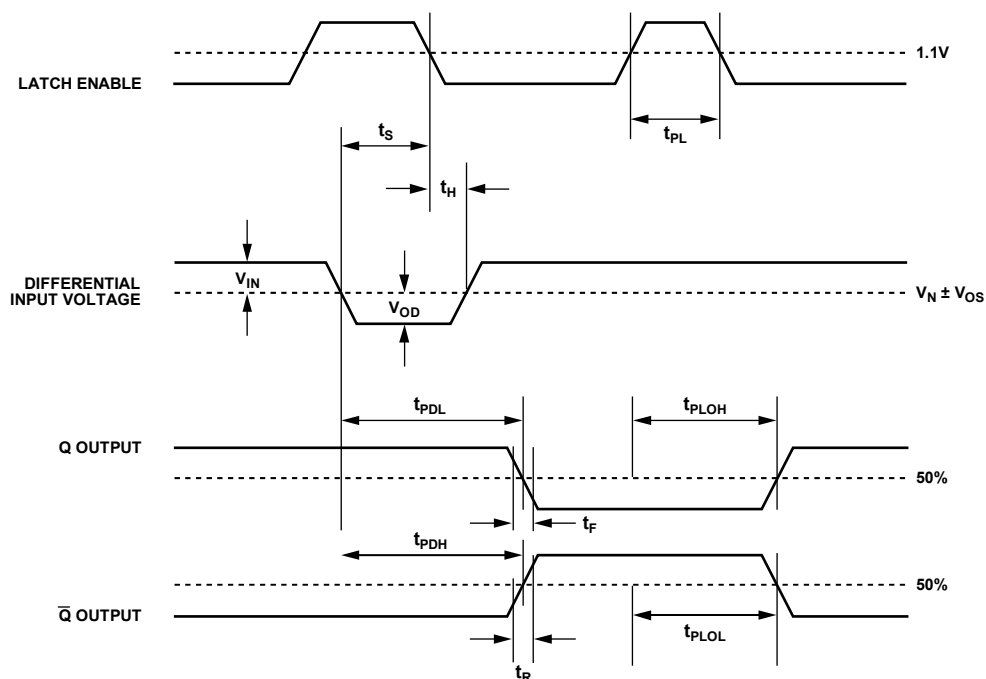 1.1V
LATCH ENABLE
tS
tPL
tH
DIFFERENTIAL
INPUT VOLTAGE
VIN
VOD
VN ± VOS
tPDL
tPLOH
Q OUTPUT
50%
tF
tPDH
50%
Q̅ OUTPUT
tPLOL
tR